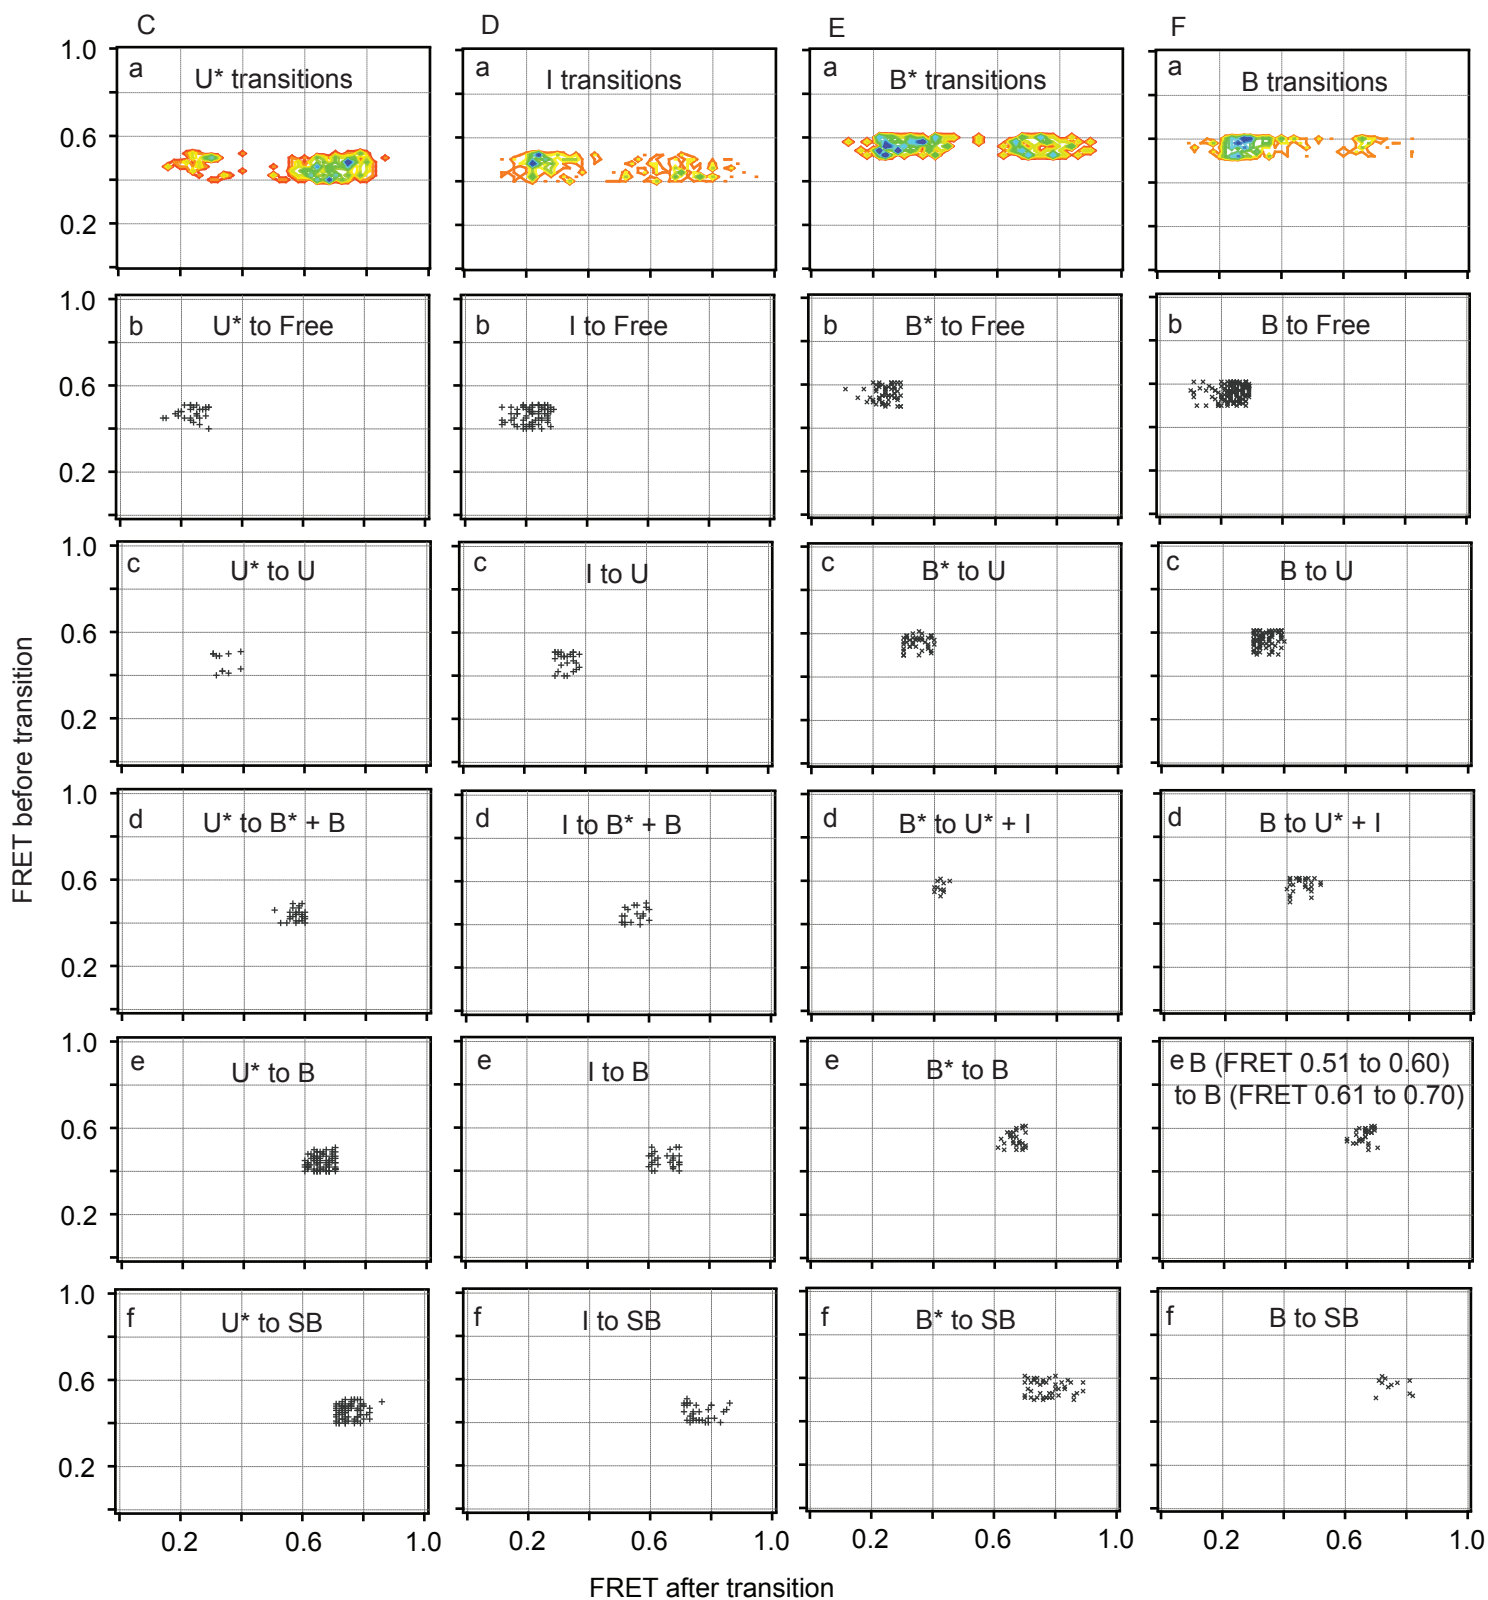 C D E F
1.0
0.6
0.2
a U* transitions
a I transitions
a B* transitions
a B transitions
1.0
0.6
0.2
b U* to Free
b I to Free
b B* to Free
b B to Free
1.0
0.6
0.2
c U* to U
c I to U
c B* to U
c B to U
1.0
0.6
0.2
d U* to B* + B
d I to B* + B
d B* to U* + I
d B to U* + I
1.0
0.6
0.2
e U* to B
e I to B
e B* to B
e B (FRET 0.51 to 0.60)
to B (FRET 0.61 to 0.70)
1.0
0.6
0.2
f U* to SB
f I to SB
f B* to SB
f B to SB
0.2 0.6 1.0 0.2 0.6 1.0 0.2 0.6 1.0 0.2 0.6 1.0
FRET before transition
FRET after transition